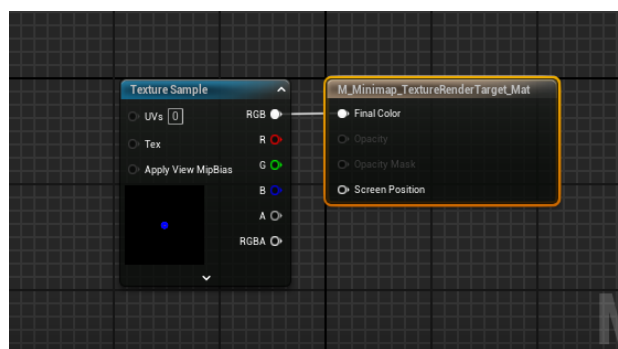 Texture Sample
UVs 0
Tex
Apply View MipBias
RGB
R
G
B
A
RGBA
M_Minimap_TextureRenderTarget_Mat
Final Color
Opacity
Opacity Mask
Screen Position